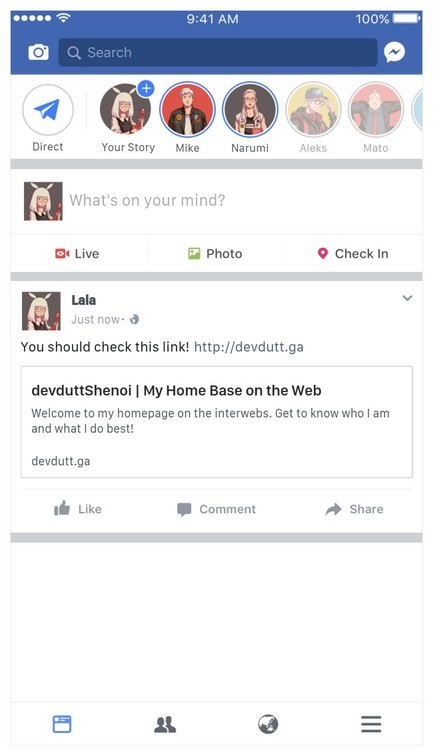 9:41 AM 100%
Search
Direct Your Story Mike Narumi Aleks Mato
What's on your mind?
Live Photo Check In
Lala
Just now·
You should check this link! http://devdutt.ga
devduttShenoi | My Home Base on the Web
Welcome to my homepage on the interwebs. Get to know who I am
and what I do best!
devdutt.ga
Like Comment Share